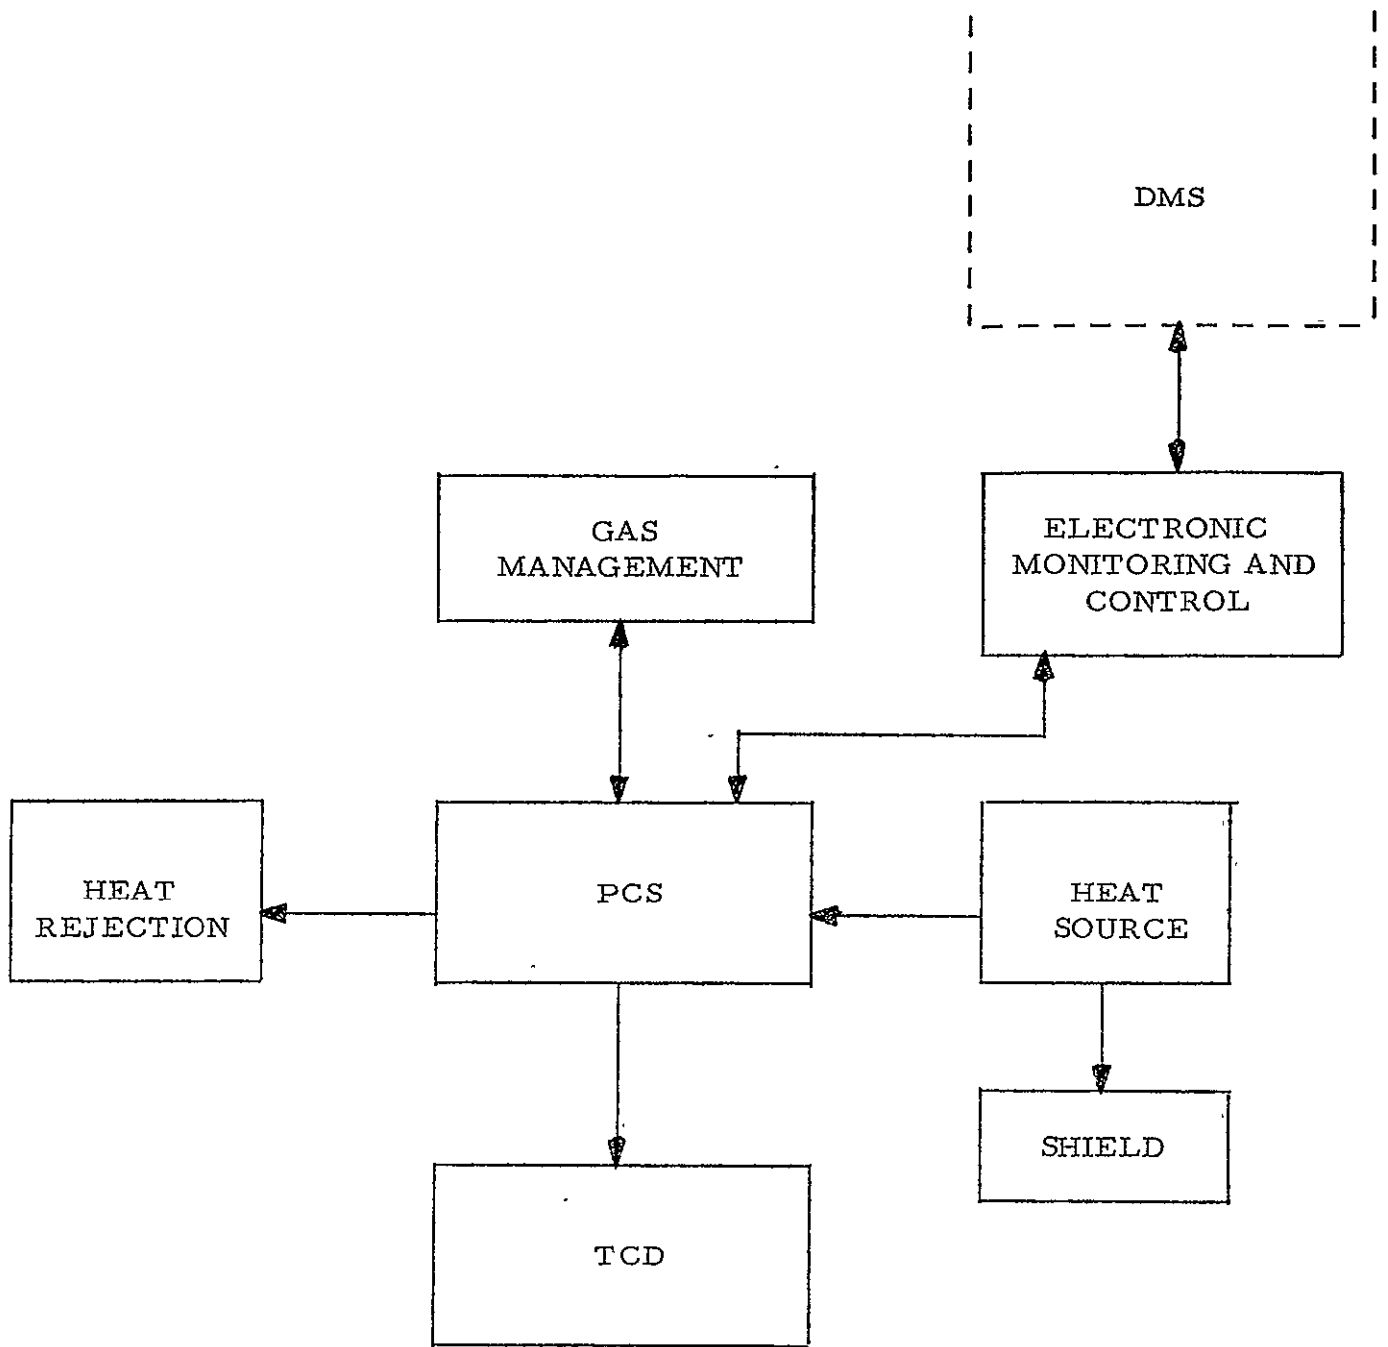 DMS
GAS
MANAGEMENT
ELECTRONIC
MONITORING AND
CONTROL
HEAT
REJECTION
PCS
HEAT
SOURCE
SHIELD
TCD